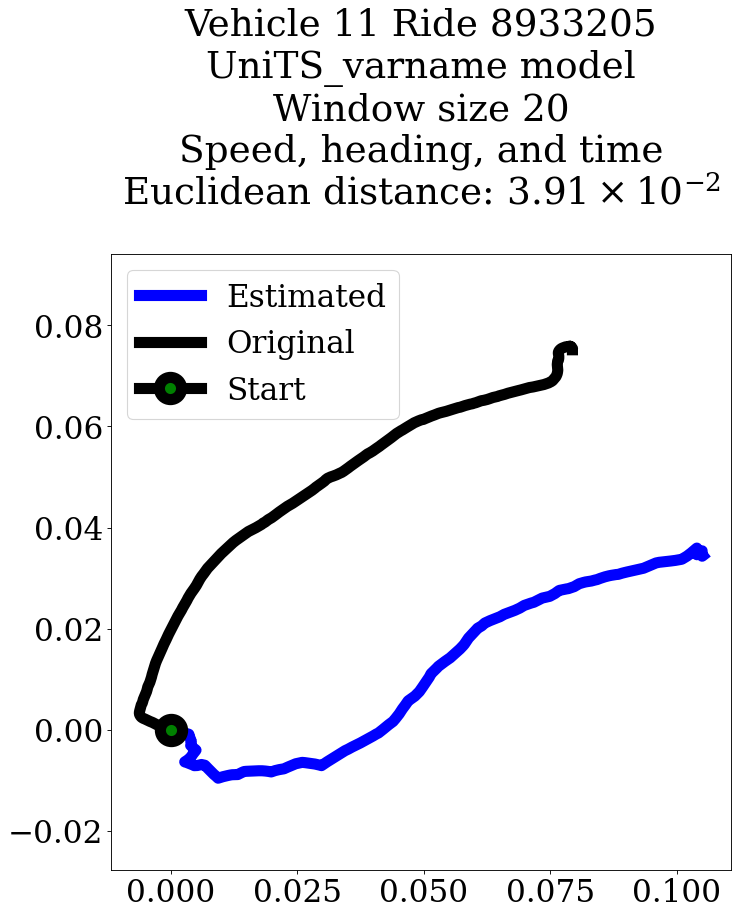 Vehicle 11 Ride 8933205
UniTS_varname model
Window size 20
Speed, heading, and time
Euclidean distance: 3.91 × 10⁻²
Estimated
Original
Start
0.08
0.06
0.04
0.02
0.00
−0.02
0.000 0.025 0.050 0.075 0.100